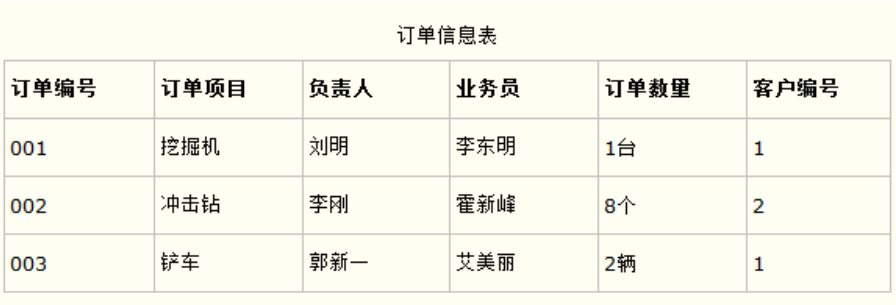 订单信息表
订单编号 订单项目 负责人 业务员 订单数量 客户编号
001 挖掘机 刘明 李东明 1台 1
002 冲击钻 李刚 霍新峰 8个 2
003 铲车 郭新一 艾美丽 2辆 1